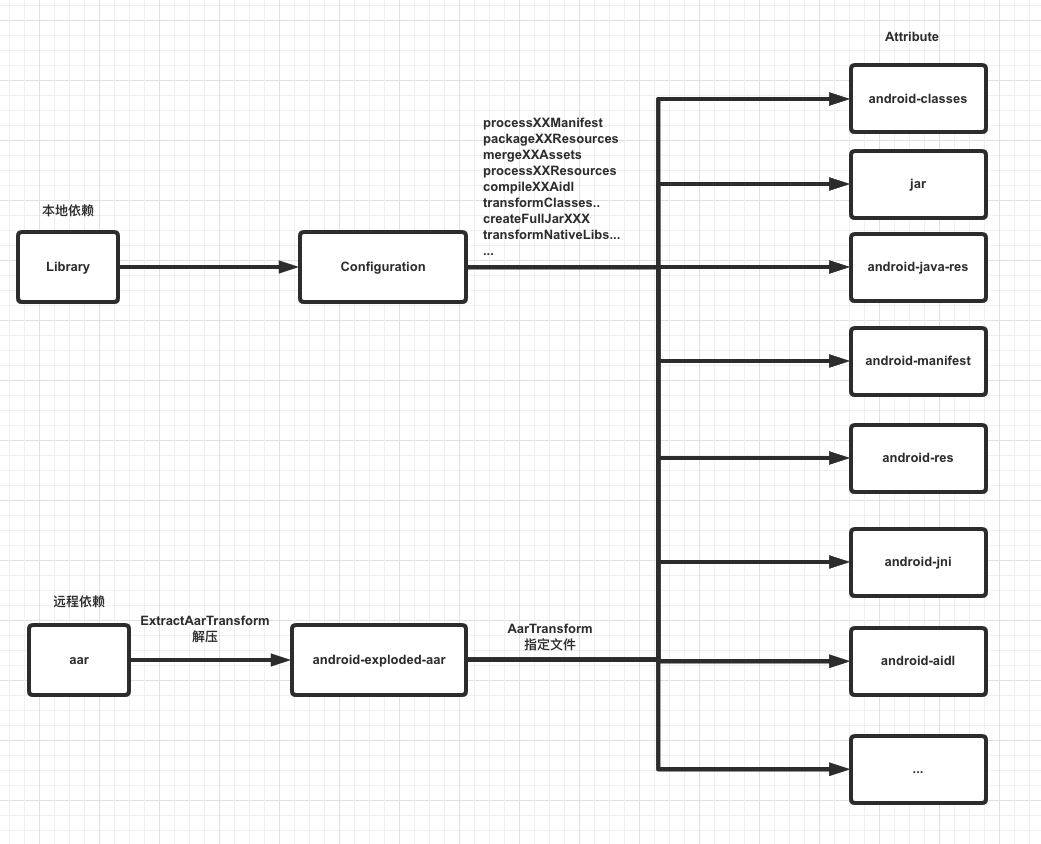 Attribute
android-classes
processXXManifest
packageXXResources
mergeXXAssets
processXXResources
compileXXAidl
transformClasses..
createFullJarXXX
transformNativeLibs...
...
jar
本地依赖
Library
Configuration
android-java-res
android-manifest
android-res
android-jni
远程依赖
aar
ExtractAarTransform
解压
android-exploded-aar
AarTransform
指定文件
android-aidl
...